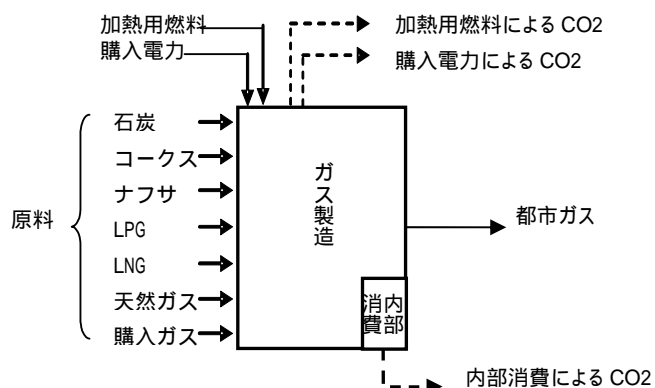 加熱用燃料
購入電力
加熱用燃料による CO2
購入電力による CO2
原料
石炭
コークス
ナフサ
LPG
LNG
天然ガス
購入ガス
ガス製造
都市ガス
内部
消費
内部消費による CO2